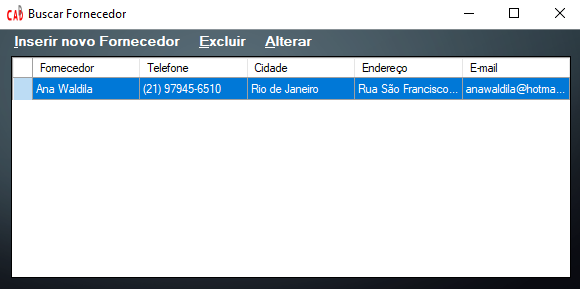 CAD Buscar Fornecedor
Inserir novo Fornecedor Excluir Alterar
Fornecedor Telefone Cidade Endereço E-mail
Ana Waldila (21) 97945-6510 Rio de Janeiro Rua São Francisco... anawaldila@hotma...